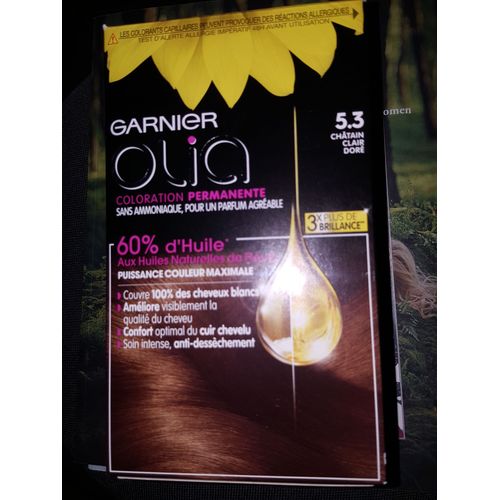 LES COLORANTS CAPILLAIRES PEUVENT PROVOQUER DES RÉACTIONS ALLERGIQUES
TEST D'ALERTE ALLERGIE IMPÉRATIF 48H AVANT UTILISATION
GARNIER
OLIA
COLORATION PERMANENTE
SANS AMMONIAQUE, POUR UN PARFUM AGRÉABLE
5.3
CHÂTAIN
CLAIR
DORÉ
omen
3X PLUS DE
BRILLANCE**
60% d'Huile*
Aux Huiles Naturelles de Fleurs
PUISSANCE COULEUR MAXIMALE
• Couvre 100% des cheveux blancs
• Améliore visiblement la
qualité du cheveu
• Confort optimal du cuir chevelu
• Soin intense, anti-dessèchement